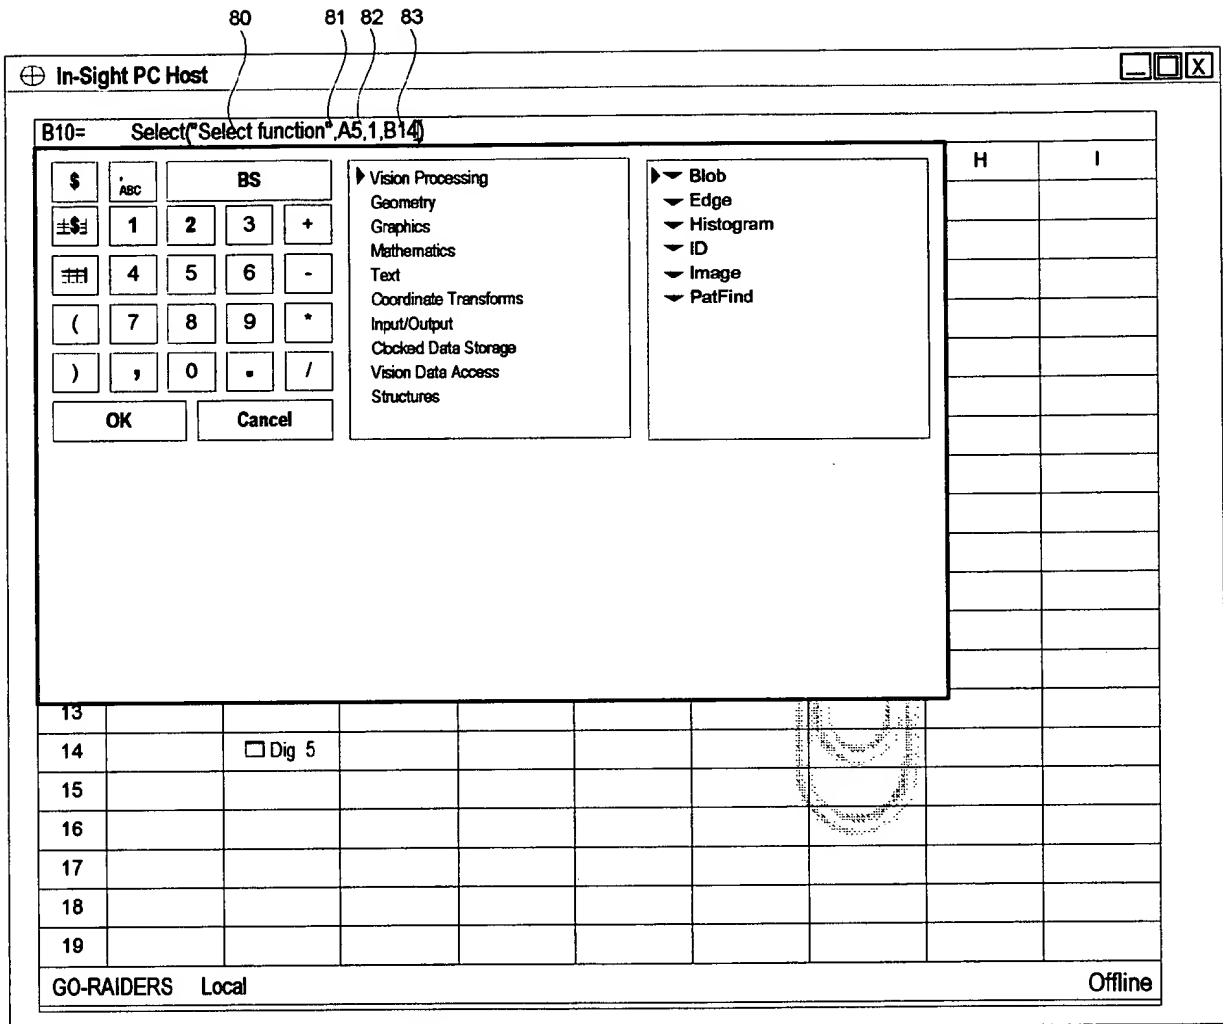 80 81 82 83
In-Sight PC Host
X
B10= Select("Select function",A5,1,B14)
H I
$ ABC BS
$ 1 2 3 +
4 5 6 -
( 7 8 9 *
) , 0 . /
OK Cancel
Vision Processing
Geometry
Graphics
Mathematics
Text
Coordinate Transforms
Input/Output
Clocked Data Storage
Vision Data Access
Structures
Blob
Edge
Histogram
ID
Image
PatFind
13
14 Dig 5
15
16
17
18
19
GO-RAIDERS Local Offline